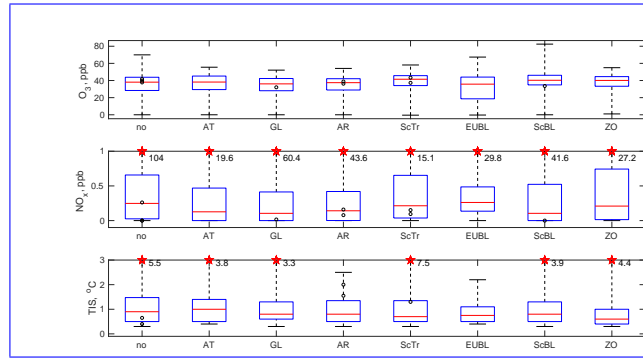 80
60
40
20
0
O3, ppb
no AT GL AR ScTr EUBL ScBL ZO
1
0.5
0
NOx, ppb
104 19.6 60.4 43.6 15.1 29.8 41.6 27.2
no AT GL AR ScTr EUBL ScBL ZO
3
2
1
0
TIS, °C
5.5 3.8 3.3 7.5 3.9 4.4
no AT GL AR ScTr EUBL ScBL ZO